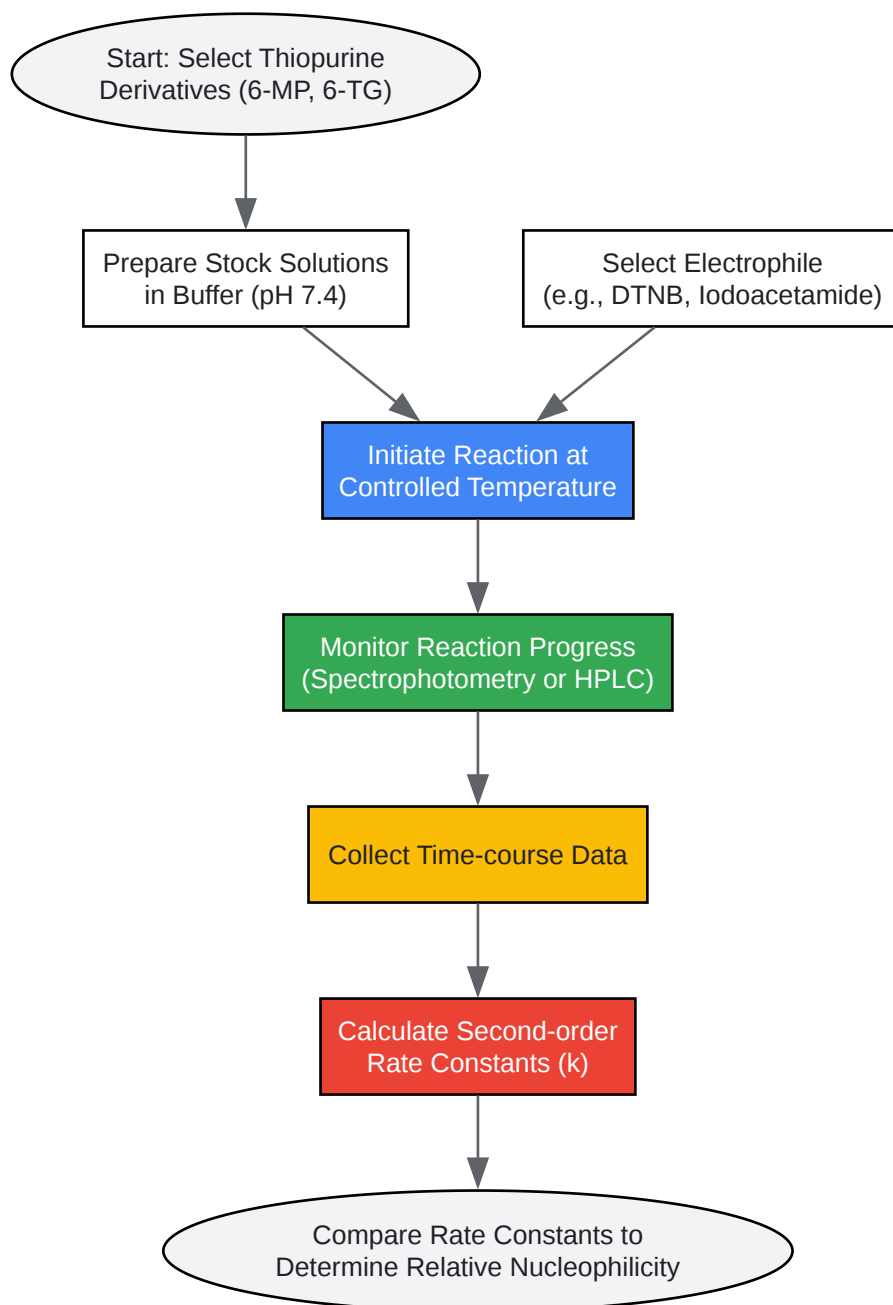 Start: Select Thiopurine
Derivatives (6-MP, 6-TG)
Prepare Stock Solutions
in Buffer (pH 7.4)
Select Electrophile
(e.g., DTNB, Iodoacetamide)
Initiate Reaction at
Controlled Temperature
Monitor Reaction Progress
(Spectrophotometry or HPLC)
Collect Time-course Data
Calculate Second-order
Rate Constants (k)
Compare Rate Constants to
Determine Relative Nucleophilicity